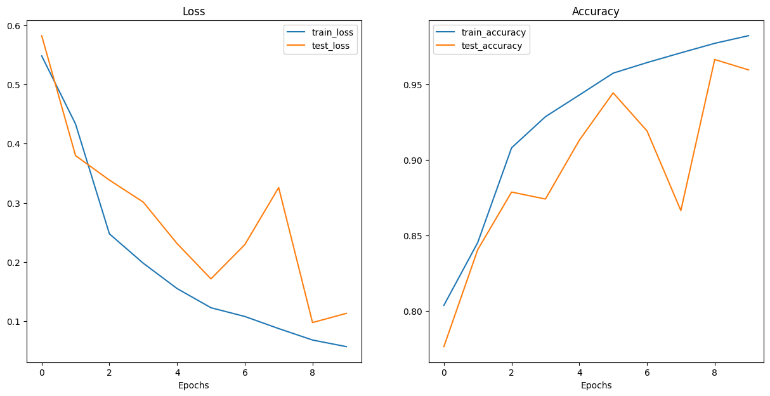 Loss
0.6
0.5
0.4
0.3
0.2
0.1
train_loss
test_loss
0 2 4 6 8
Epochs
Accuracy
0.95
0.90
0.85
0.80
train_accuracy
test_accuracy
0 2 4 6 8
Epochs